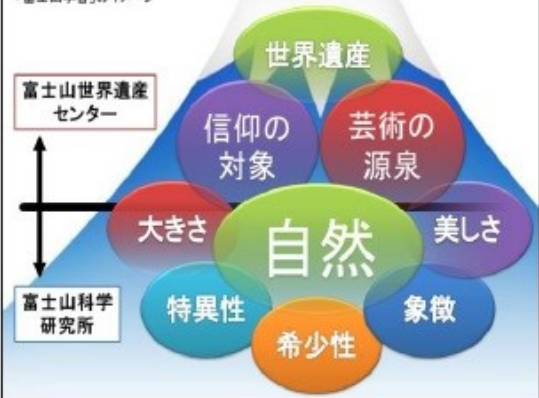 世界遺産
富士山世界遺産
センター
信仰の
対象
芸術の
源泉
大きさ
自然
美しさ
富士山科学
研究所
特異性
象徴
希少性